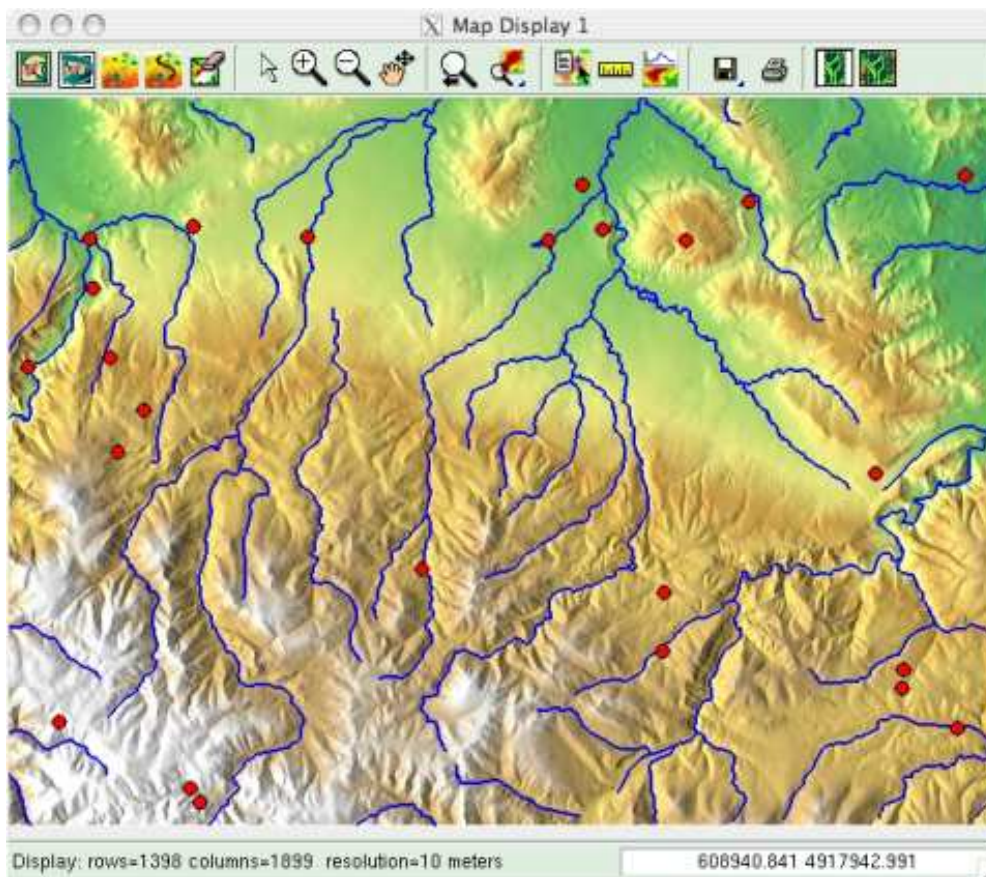 Map Display 1
Display: rows=1398 columns=1899 resolution=10 meters
608940.841 4917942.991